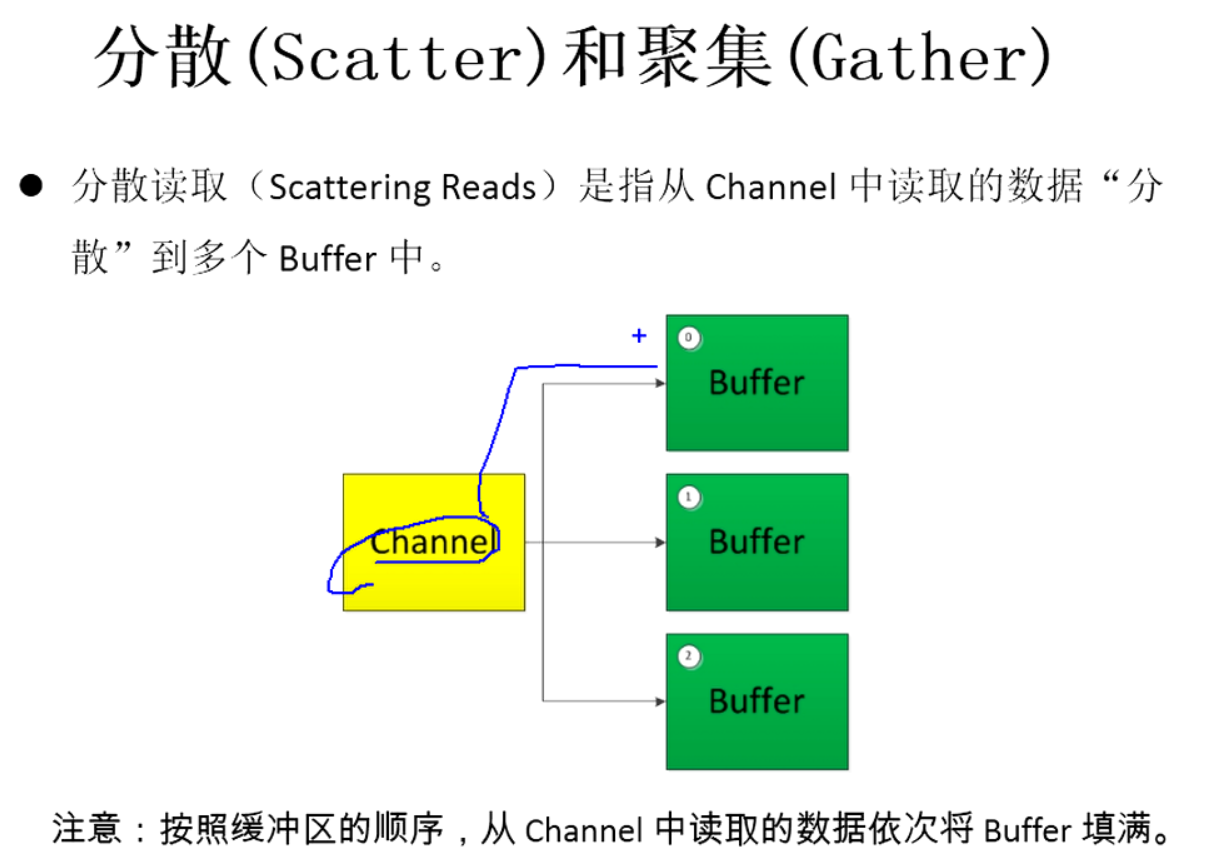 分散(Scatter)和聚集(Gather)
● 分散读取（Scattering Reads）是指从 Channel 中读取的数据“分
散”到多个 Buffer 中。
0
Buffer
Channel
1
Buffer
2
Buffer
注意：按照缓冲区的顺序，从 Channel 中读取的数据依次将 Buffer 填满。